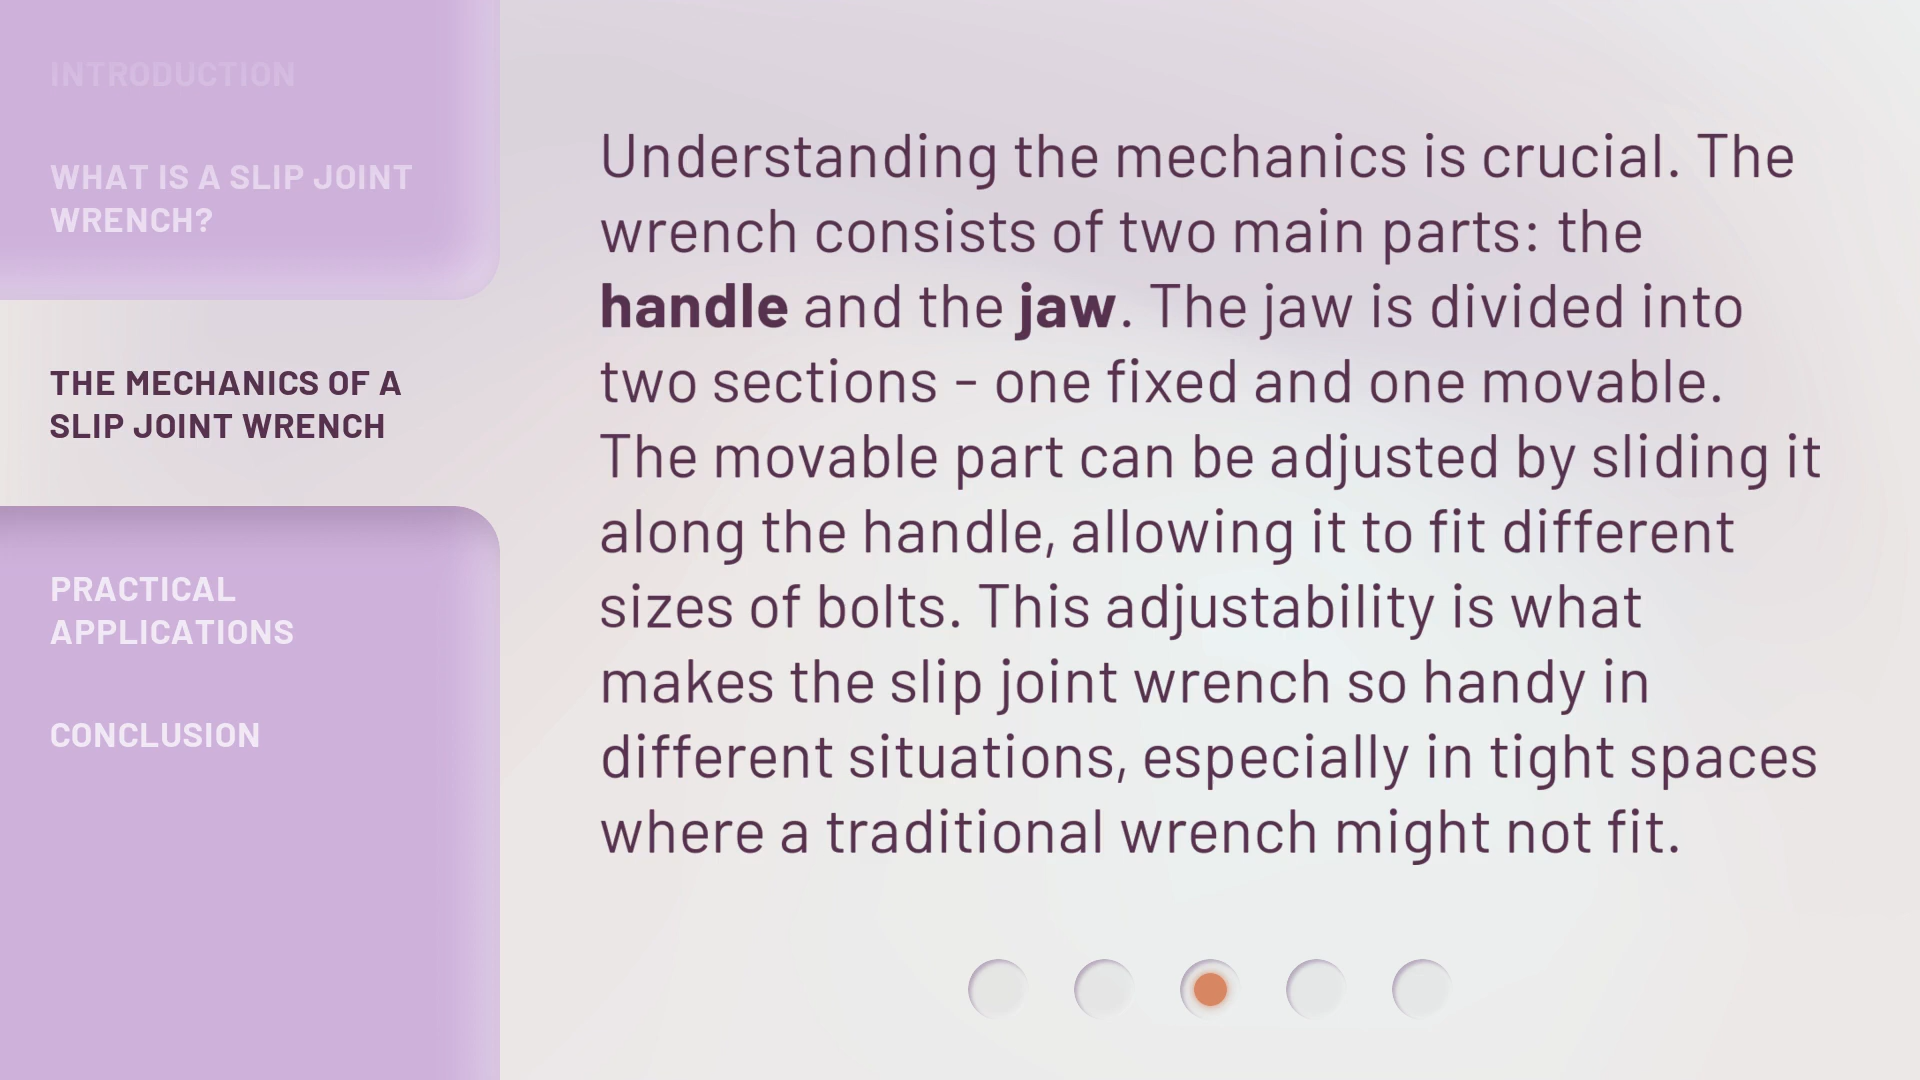 INTRODUCTION
WHAT IS A SLIP JOINT
WRENCH?
THE MECHANICS OF A
SLIP JOINT WRENCH
PRACTICAL
APPLICATIONS
CONCLUSION
Understanding the mechanics is crucial. The
wrench consists of two main parts: the
handle and the jaw. The jaw is divided into
two sections - one fixed and one movable.
The movable part can be adjusted by sliding it
along the handle, allowing it to fit different
sizes of bolts. This adjustability is what
makes the slip joint wrench so handy in
different situations, especially in tight spaces
where a traditional wrench might not fit.